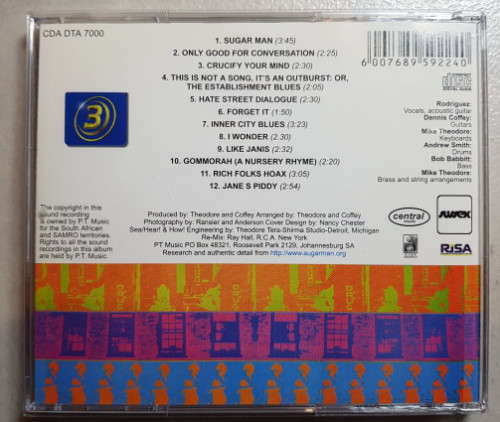 CDA DTA 7000
1. SUGAR MAN (3:45)
2. ONLY GOOD FOR CONVERSATION (2:25)
3. CRUCIFY YOUR MIND (2:30)
4. THIS IS NOT A SONG, IT'S AN OUTBURST: OR,
THE ESTABLISHMENT BLUES (2:05)
5. HATE STREET DIALOGUE (2:30)
6. FORGET IT (1:50)
7. INNER CITY BLUES (3:23)
8. I WONDER (2:30)
9. LIKE JANIS (2:32)
10. GOMMORAH (A NURSERY RHYME) (2:20)
11. RICH FOLKS HOAX (3:01)
12. JANE S PIDDY (2:54)
6 007689 592240
Rodriguez:
Vocals, acoustic guitar
Dennis Coffey:
Guitars
Mike Theodore:
Keyboards
Andrew Smith:
Drums
Bob Babbitt:
Bass
Mike Theodore:
Brass and string arrangements
3
The copyright in this
sound recording
is owned by P.T. Music
for the South African
and SAMRO territories.
Rights to all the sound
recordings in this album
are held by P.T. Music.
Produced by: Theodore and Coffey Arranged by: Theodore and Coffey
Photography by: Ransier and Anderson Cover Design by: Nancy Chester
Sea/Hear! & How! Engineering by: Theodore Tera-Shirma Studio-Detroit, Michigan
Re-Mix: Ray Hall, R.C.A. New York
PT Music PO Box 48321, Roosevelt Park 2129, Johannesburg SA
Research and authentic detail from http://www.sugarman.org
central
RiSA